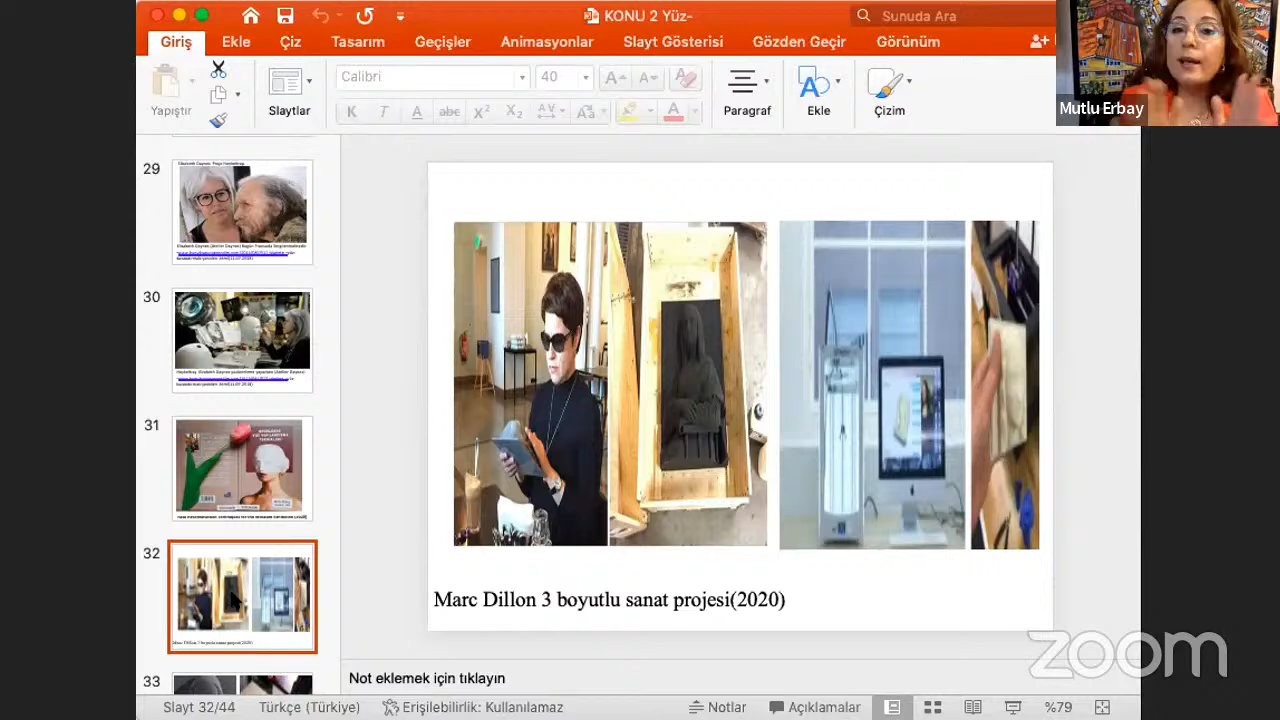 KONU 2 Yüz-
Sunuda Ara
Giriş Ekle Çiz Tasarım Geçişler Animasyonlar Slayt Gösterisi Gözden Geçir Görünüm
Calibri 40
Yapıştır Slaytlar Paragraf Ekle Çizim
Mutlu Erbay
29
30
31
32
33
Marc Dillon 3 boyutlu sanat projesi(2020)
zoom
Not eklemek için tıklayın
Slayt 32/44 Türkçe (Türkiye) Erişilebilirlik: Kullanılamaz Notlar Açıklamalar %79